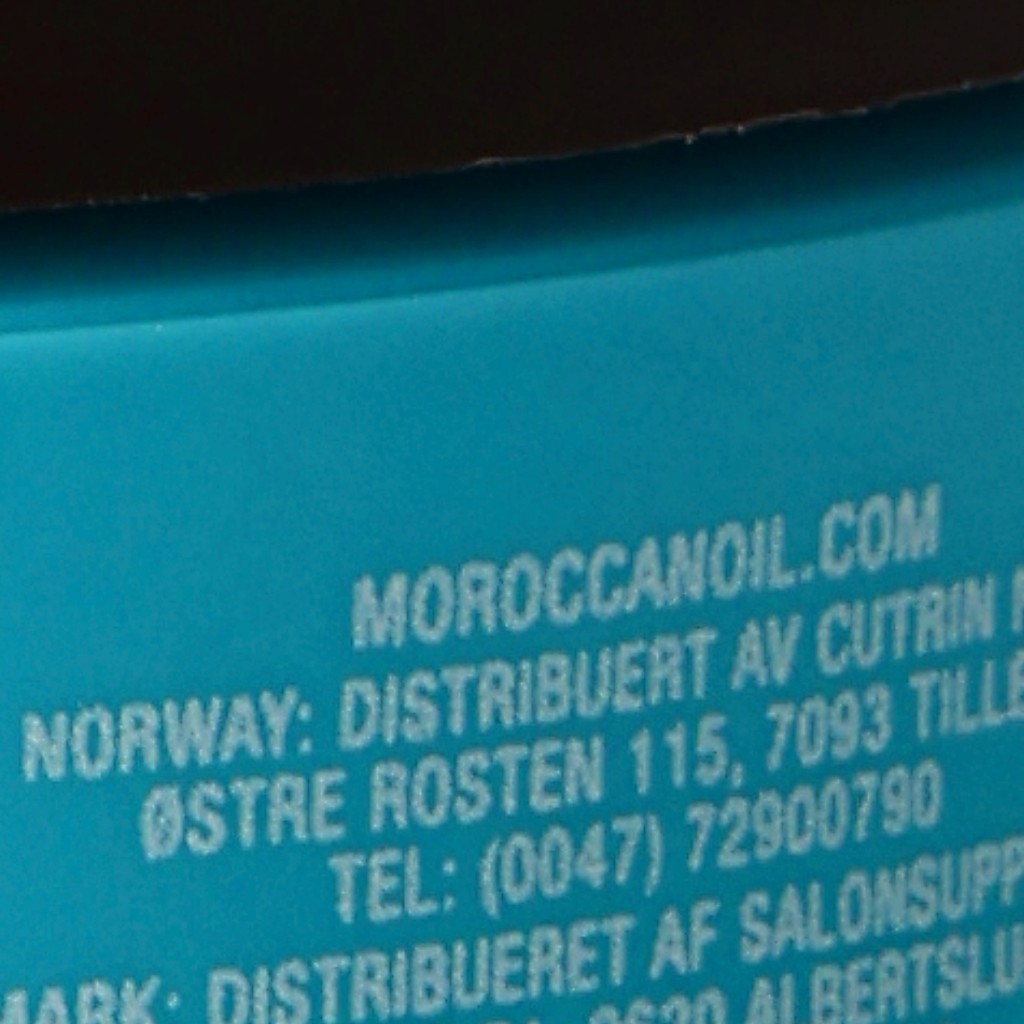 MOROCCANOIL.COM
NORWAY: DISTRIBUERT AV CUTRIN
ØSTRE ROSTEN 115, 7093
TEL: (0047) 72900790
DISTRIBUERET AF